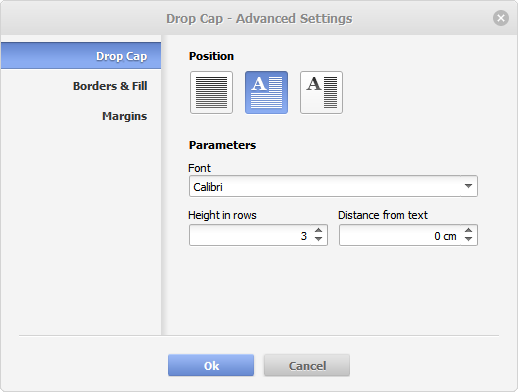 Drop Cap - Advanced Settings
Drop Cap
Borders & Fill
Margins
Position
A
A
Parameters
Font
Calibri
Height in rows Distance from text
3 0 cm
Ok Cancel